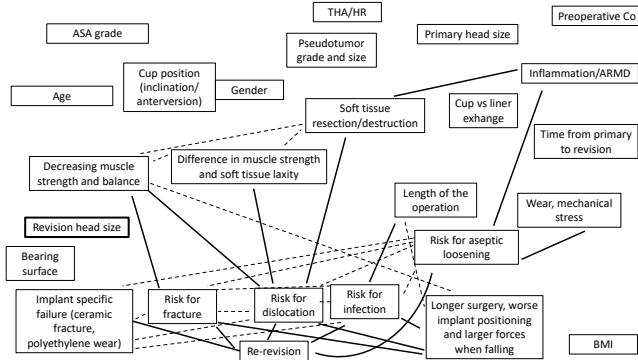 THA/HR
Preoperative Co
ASA grade
Primary head size
Pseudotumor
grade and size
Cup position
(inclination/
anterversion)
Inflammation/ARMD
Age
Gender
Soft tissue
resection/destruction
Cup vs liner
exhange
Time from primary
to revision
Decreasing muscle
strength and balance
Difference in muscle strength
and soft tissue laxity
Length of the
operation
Wear, mechanical
stress
Revision head size
Risk for aseptic
loosening
Bearing
surface
Implant specific
failure (ceramic
fracture,
polyethylene wear)
Risk for
fracture
Risk for
dislocation
Risk for
infection
Longer surgery, worse
implant positioning
and larger forces
when falling
Re-revision
BMI